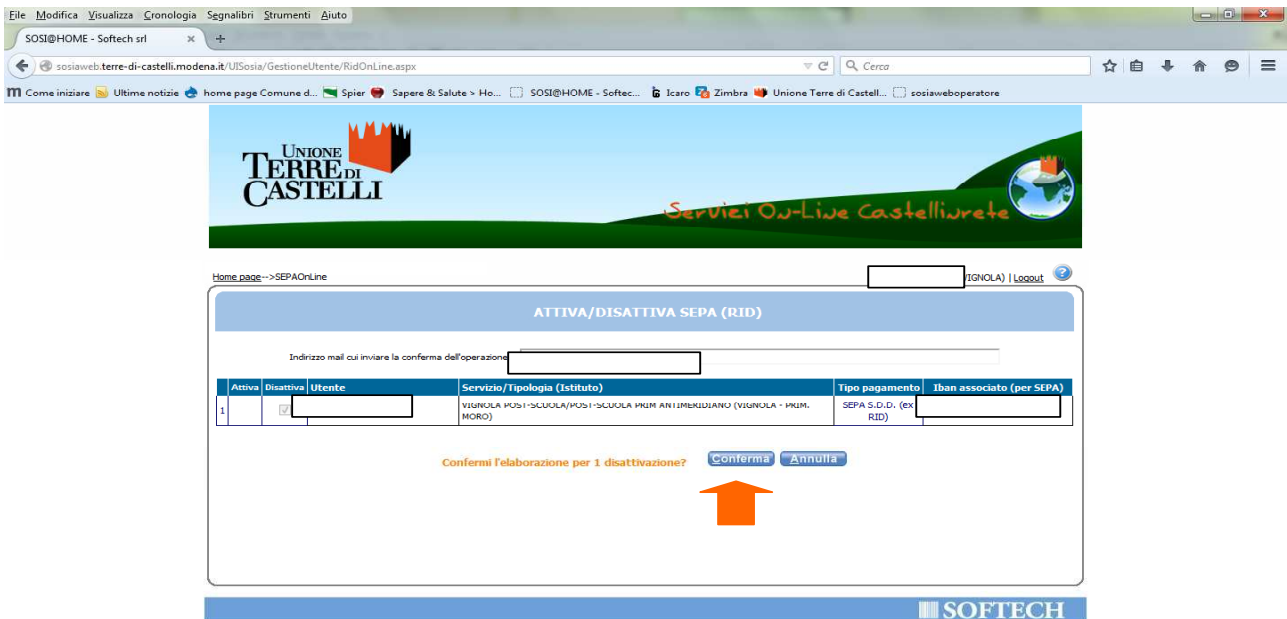 File Modifica Visualizza Cronologia Segnalibri Strumenti Aiuto
SOSI@HOME - Softech srl
sosiaweb.terre-di-castelli.modena.it/UISosia/GestioneUtente/RidOnLine.aspx
Cerca
Come iniziare Ultime notizie home page Comune d... Spier Sapere & Salute > Ho... SOSI@HOME - Softec... Icaro Zimbra Unione Terre di Castell... sosiaweboperatore
UNIONE
TERRE DI
CASTELLI
Servizi On-Line Castellinrete
Home page-->SEPAOnLine
VIGNOLA) | Logout
ATTIVA/DISATTIVA SEPA (RID)
Indirizzo mail cui inviare la conferma dell'operazione
Attiva Disattiva Utente Servizio/Tipologia (Istituto) Tipo pagamento Iban associato (per SEPA)
1 VIGNOLA POST-SCUOLA/POST-SCUOLA PRIM ANTIMERIDIANO (VIGNOLA - PRIM. MORO) SEPA S.D.D. (ex RID)
Confermi l'elaborazione per 1 disattivazione? Conferma Annulla
SOFTECH